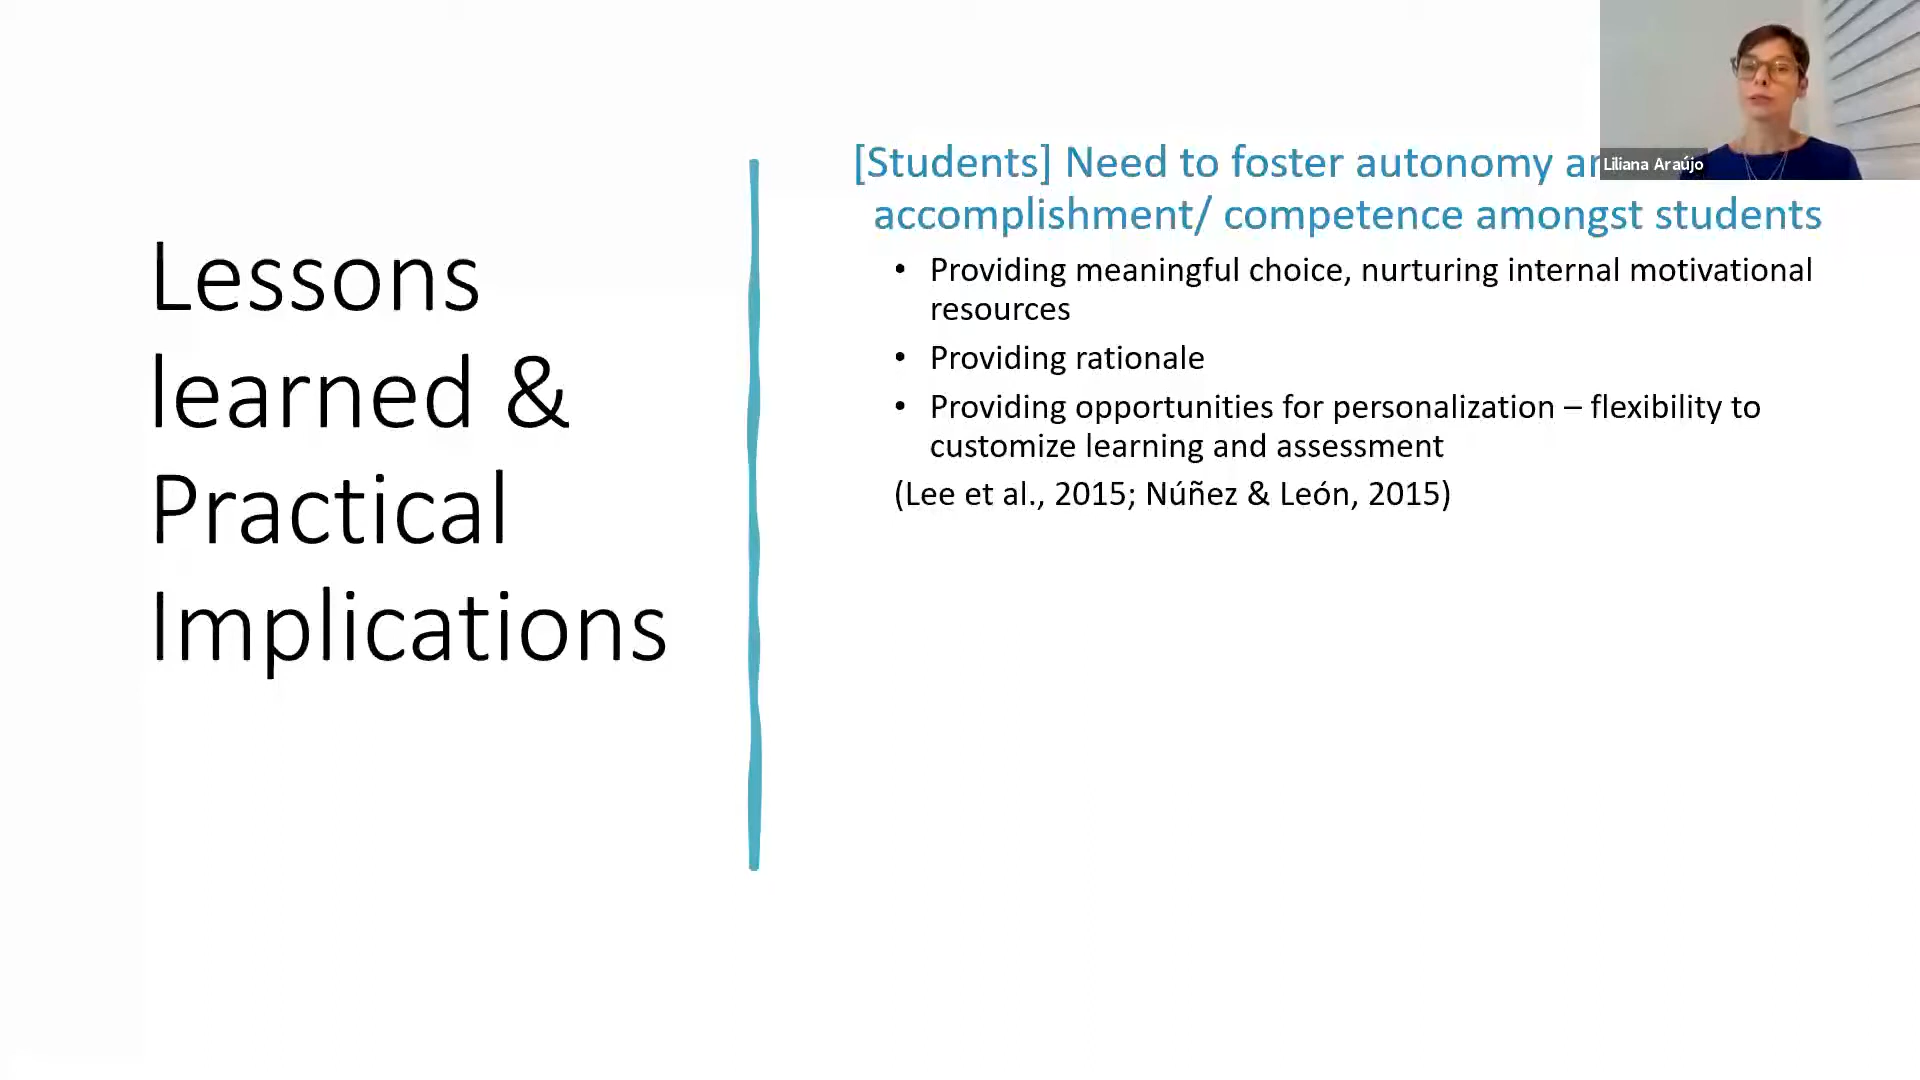 Lessons
learned &
Practical
Implications
[Students] Need to foster autonomy
accomplishment/ competence amongst students
• Providing meaningful choice, nurturing internal motivational
resources
• Providing rationale
• Providing opportunities for personalization – flexibility to
customize learning and assessment
(Lee et al., 2015; Núñez & León, 2015)
Liliana Araújo